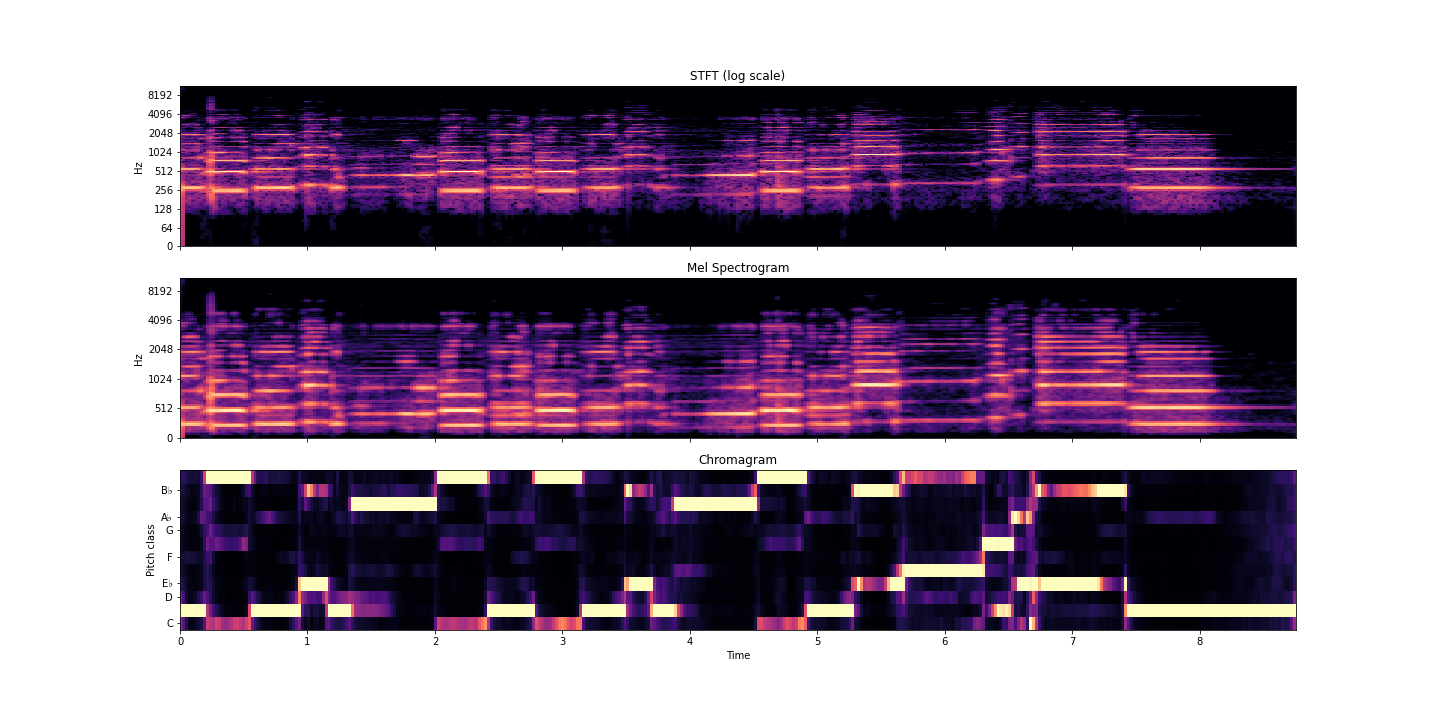 STFT (log scale)
8192
4096
2048
1024
512
256
128
64
0
Hz
Mel Spectrogram
8192
4096
2048
1024
512
0
Hz
Chromagram
B♭
A♭
G
F
E♭
D
C
Pitch class
0 1 2 3 4 5 6 7 8
Time